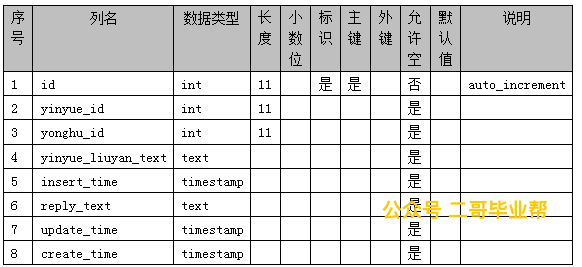 序号 列名 数据类型 长度 小数位 标识 主键 外键 允许空 默认值 说明
1 id int 11 是 是 否 auto_increment
2 yinyue_id int 11 是
3 yonghu_id int 11 是
4 yinyue_liuyan_text text 是
5 insert_time timestamp 是
6 reply_text text 是
公众号 二哥毕业帮
7 update_time timestamp 是
8 create_time timestamp 是